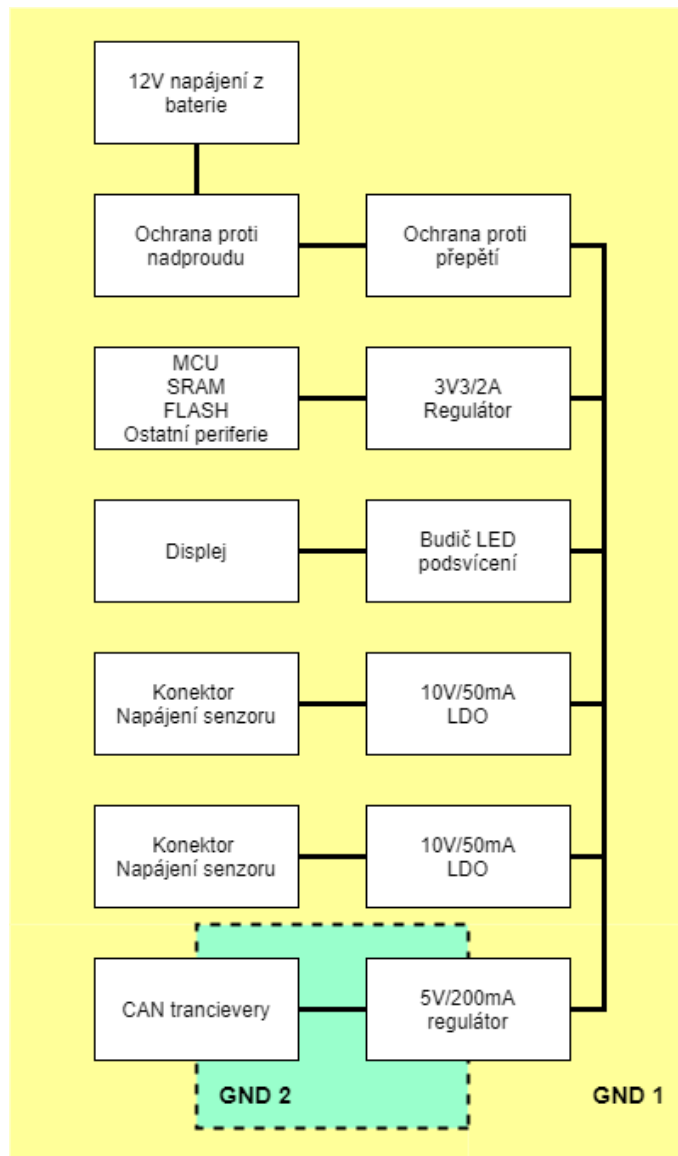 12V napájení z
baterie
Ochrana proti
nadproudu
Ochrana proti
přepětí
MCU
SRAM
FLASH
Ostatní periferie
3V3/2A
Regulátor
Displej
Budič LED
podsvícení
Konektor
Napájení senzoru
10V/50mA
LDO
Konektor
Napájení senzoru
10V/50mA
LDO
CAN trancievery
5V/200mA
regulátor
GND 2
GND 1